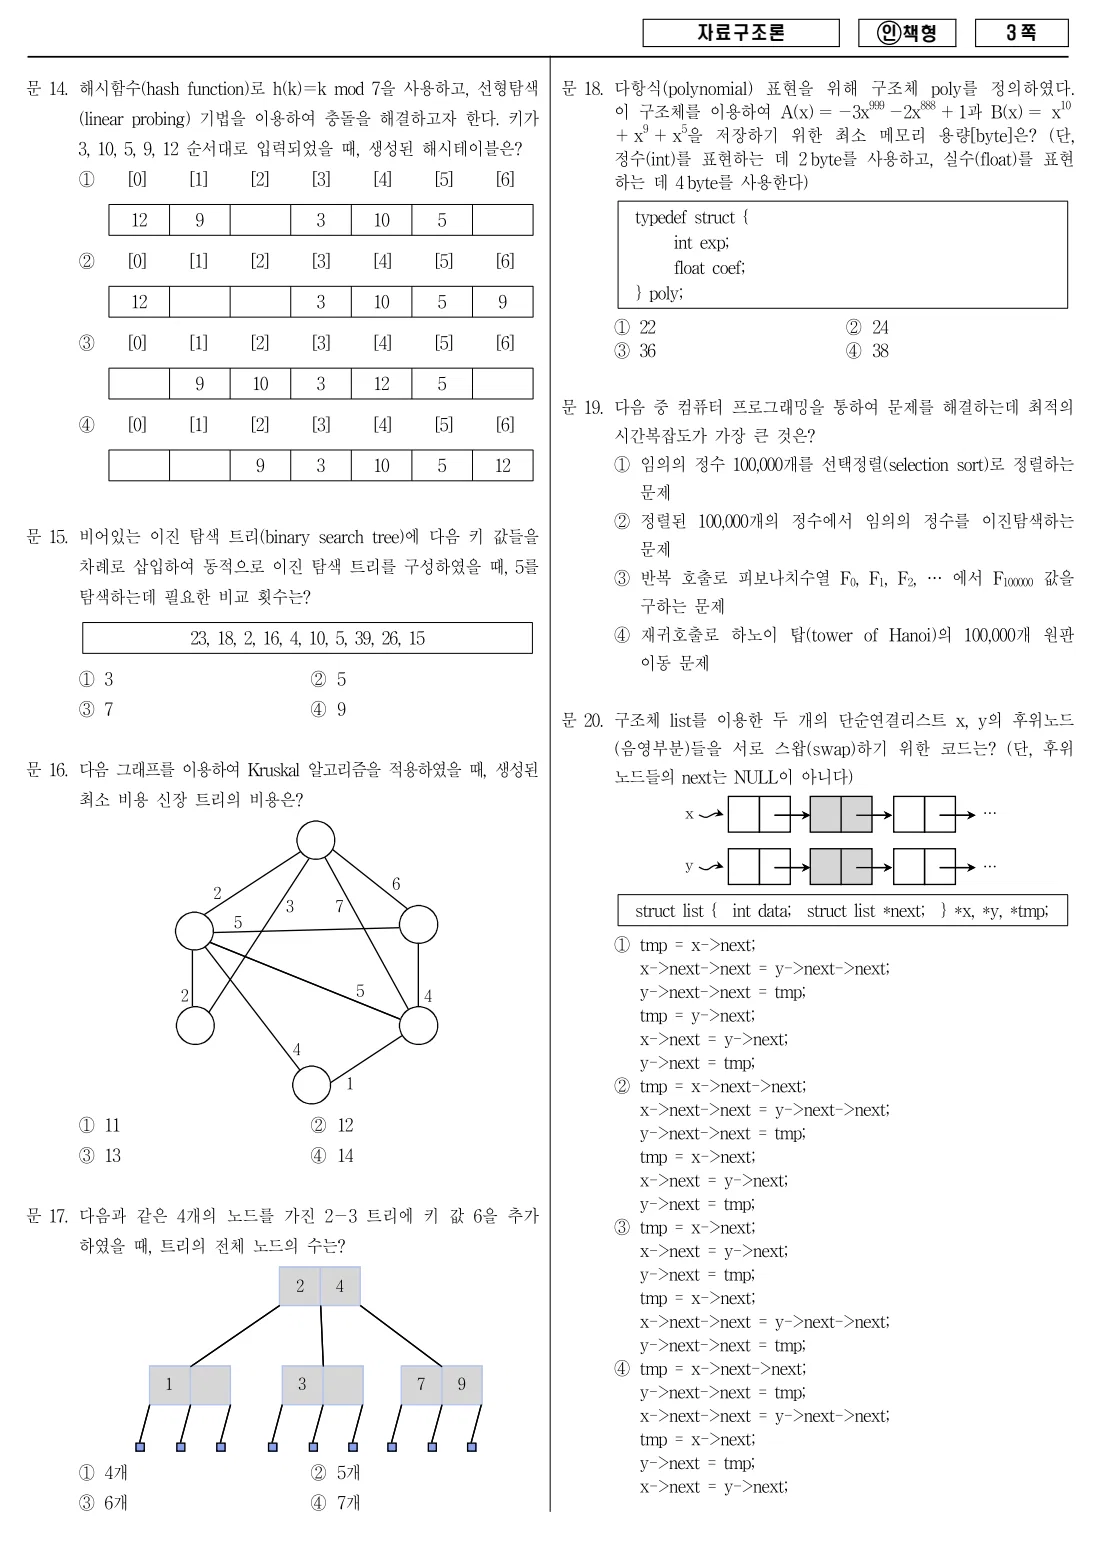 자료구조론 인책형 3쪽
문 14. 해시함수(hash function)로 h(k)=k mod 7을 사용하고, 선형탐색
(linear probing) 기법을 이용하여 충돌을 해결하고자 한다. 키가
3, 10, 5, 9, 12 순서대로 입력되었을 때, 생성된 해시테이블은?
① [0] [1] [2] [3] [4] [5] [6]
12 9 3 10 5
② [0] [1] [2] [3] [4] [5] [6]
12 3 10 5 9
③ [0] [1] [2] [3] [4] [5] [6]
9 10 3 12 5
④ [0] [1] [2] [3] [4] [5] [6]
9 3 10 5 12
문 15. 비어있는 이진 탐색 트리(binary search tree)에 다음 키 값들을
차례로 삽입하여 동적으로 이진 탐색 트리를 구성하였을 때, 5를
탐색하는데 필요한 비교 횟수는?
23, 18, 2, 16, 4, 10, 5, 39, 26, 15
① 3 ② 5
③ 7 ④ 9
문 16. 다음 그래프를 이용하여 Kruskal 알고리즘을 적용하였을 때, 생성된
최소 비용 신장 트리의 비용은?
6
2
3 7
5
5
2 4
4
1
① 11 ② 12
③ 13 ④ 14
문 17. 다음과 같은 4개의 노드를 가진 2-3 트리에 키 값 6을 추가
하였을 때, 트리의 전체 노드의 수는?
2 4
1 3 7 9
① 4개 ② 5개
③ 6개 ④ 7개
문 18. 다항식(polynomial) 표현을 위해 구조체 poly를 정의하였다.
이 구조체를 이용하여 A(x) = -3x⁹⁹⁹-2x⁸⁸⁸+1과 B(x) = x¹⁰
+x⁹+x⁵을 저장하기 위한 최소 메모리 용량[byte]은? (단,
정수(int)를 표현하는 데 2byte를 사용하고, 실수(float)를 표현
하는 데 4byte를 사용한다)
typedef struct {
int exp;
float coef;
} poly;
① 22 ② 24
③ 36 ④ 38
문 19. 다음 중 컴퓨터 프로그래밍을 통하여 문제를 해결하는데 최적의
시간복잡도가 가장 큰 것은?
① 임의의 정수 100,000개를 선택정렬(selection sort)로 정렬하는
문제
② 정렬된 100,000개의 정수에서 임의의 정수를 이진탐색하는
문제
③ 반복 호출로 피보나치수열 F₀, F₁, F₂, … 에서 F₁₀₀₀₀₀ 값을
구하는 문제
④ 재귀호출로 하노이 탑(tower of Hanoi)의 100,000개 원판
이동 문제
문 20. 구조체 list를 이용한 두 개의 단순연결리스트 x, y의 후위노드
(음영부분)들을 서로 스왑(swap)하기 위한 코드는? (단, 후위
노드들의 next는 NULL이 아니다)
x …
y …
struct list { int data; struct list *next; } *x, *y, *tmp;
① tmp = x->next;
x->next->next = y->next->next;
y->next->next = tmp;
tmp = y->next;
x->next = y->next;
y->next = tmp;
② tmp = x->next->next;
x->next->next = y->next->next;
y->next->next = tmp;
tmp = x->next;
x->next = y->next;
y->next = tmp;
③ tmp = x->next;
x->next = y->next;
y->next = tmp;
tmp = x->next;
x->next->next = y->next->next;
y->next->next = tmp;
④ tmp = x->next->next;
y->next->next = tmp;
x->next->next = y->next->next;
tmp = x->next;
y->next = tmp;
x->next = y->next;